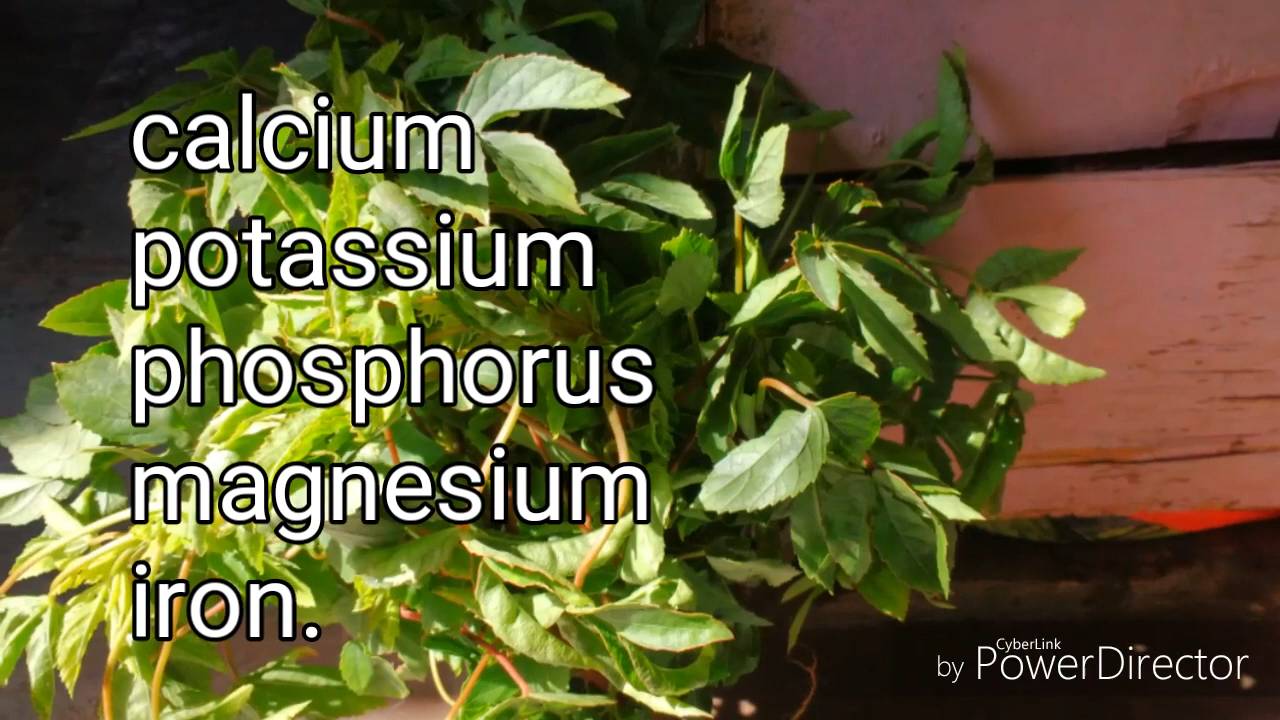 calcium
potassium
phosphorus
magnesium
iron.
by CyberLink PowerDirector